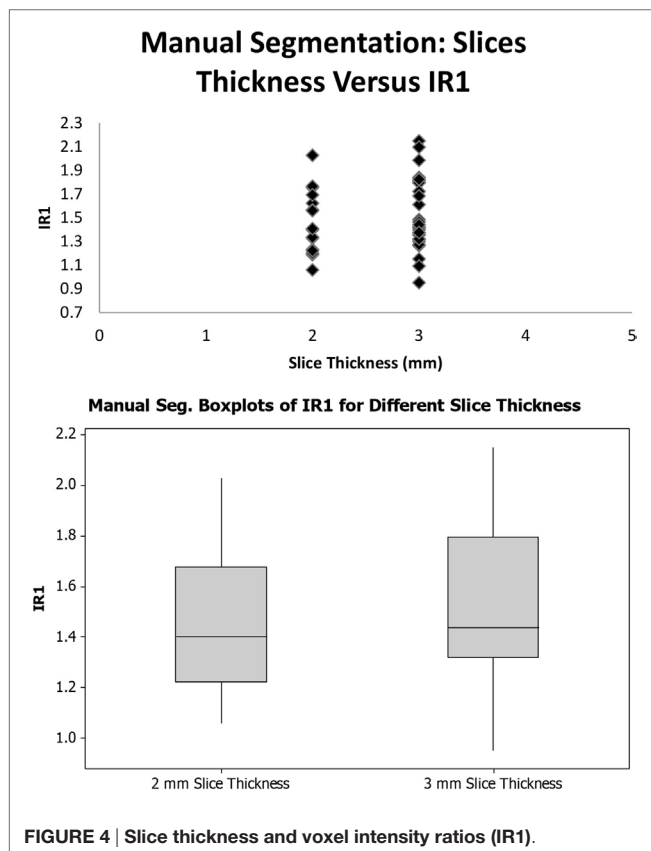 Manual Segmentation: Slices
Thickness Versus IR1
2.3
2.1
1.9
1.7
1.5
1.3
1.1
0.9
0.7
IR1
0 1 2 3 4 5
Slice Thickness (mm)
Manual Seg. Boxplots of IR1 for Different Slice Thickness
2.2
2.0
1.8
1.6
1.4
1.2
1.0
IR1
2 mm Slice Thickness 3 mm Slice Thickness
FIGURE 4 | Slice thickness and voxel intensity ratios (IR1).